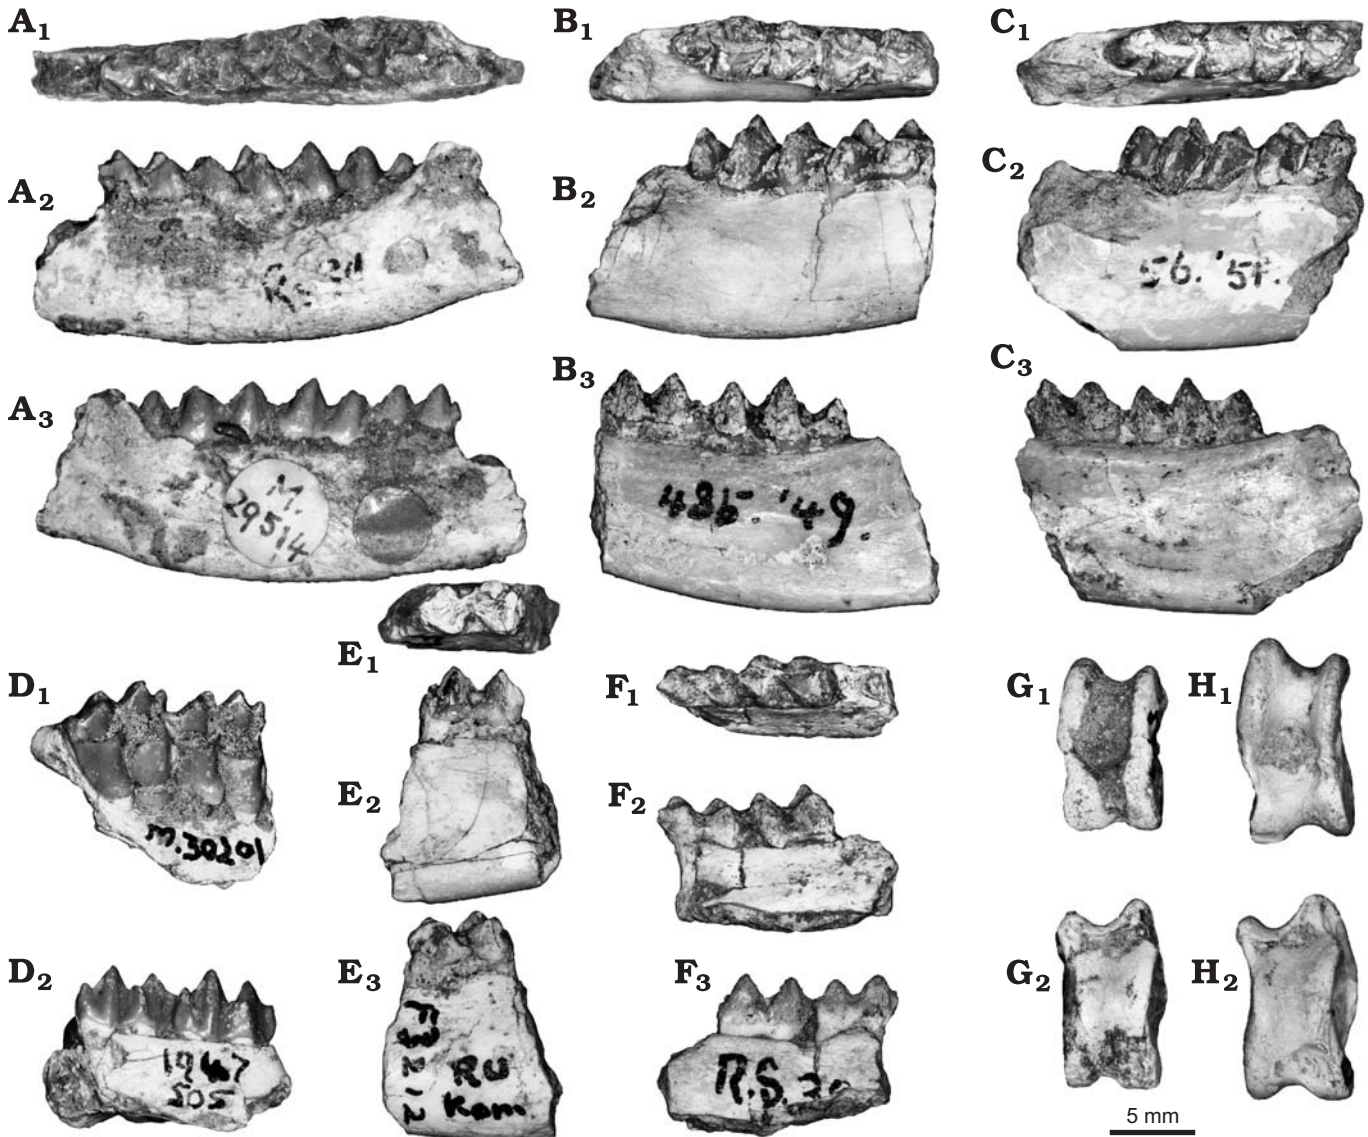 A1
B1
C1
A2
B2
C2
56.'51.
A3
M.
29514
B3
486.'49.
C3
E1
D1
M.30201
E2
F1
F2
G1
H1
D2
1947
505
E3
RU
Kom
F3
R.S.
G2
H2
5 mm